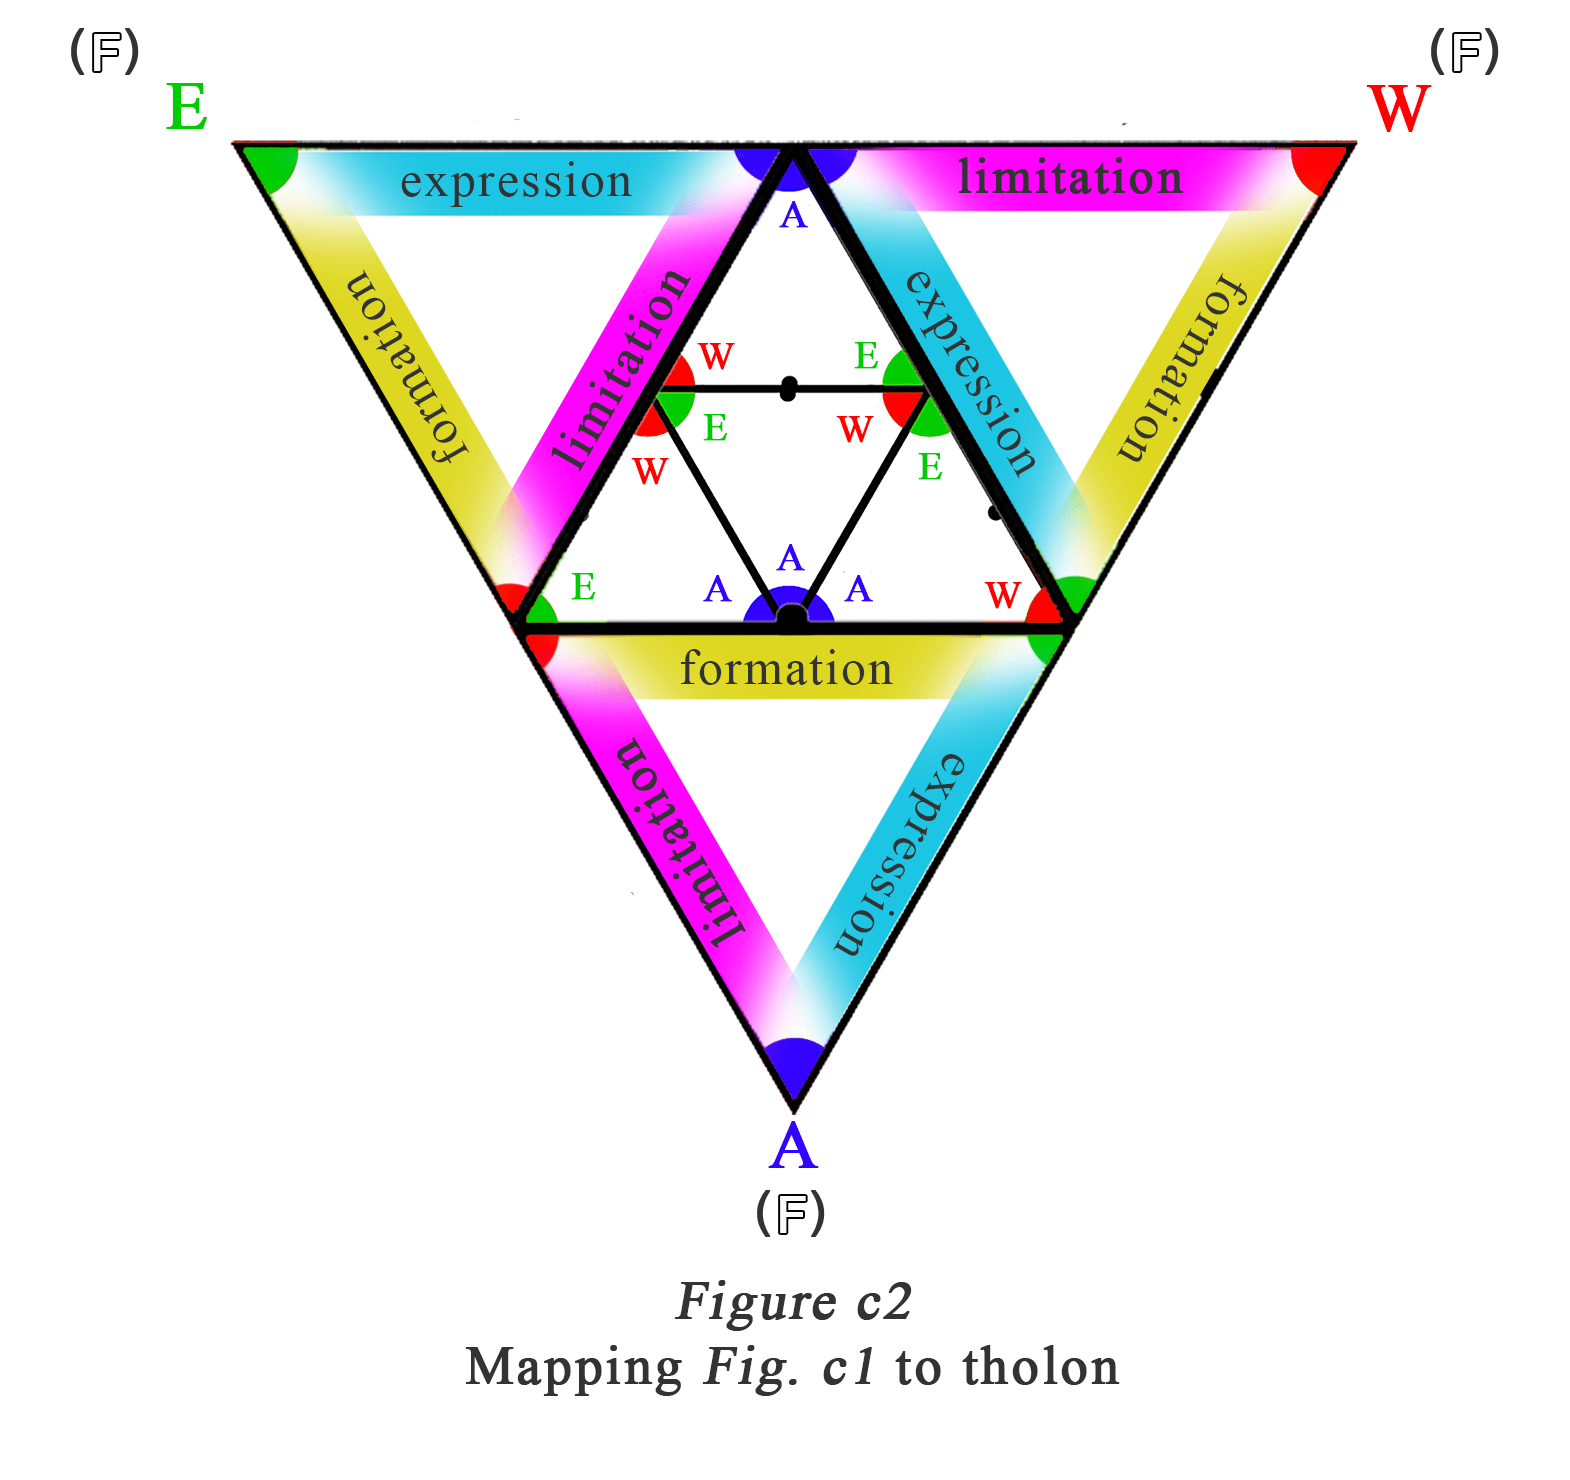 (F) (F)
E W
expression limitation
A
formation limitation expression formation
W E
E W
W E
A
E A A W
formation
limitation expression
A
(F)
Figure c2
Mapping Fig. c1 to tholon